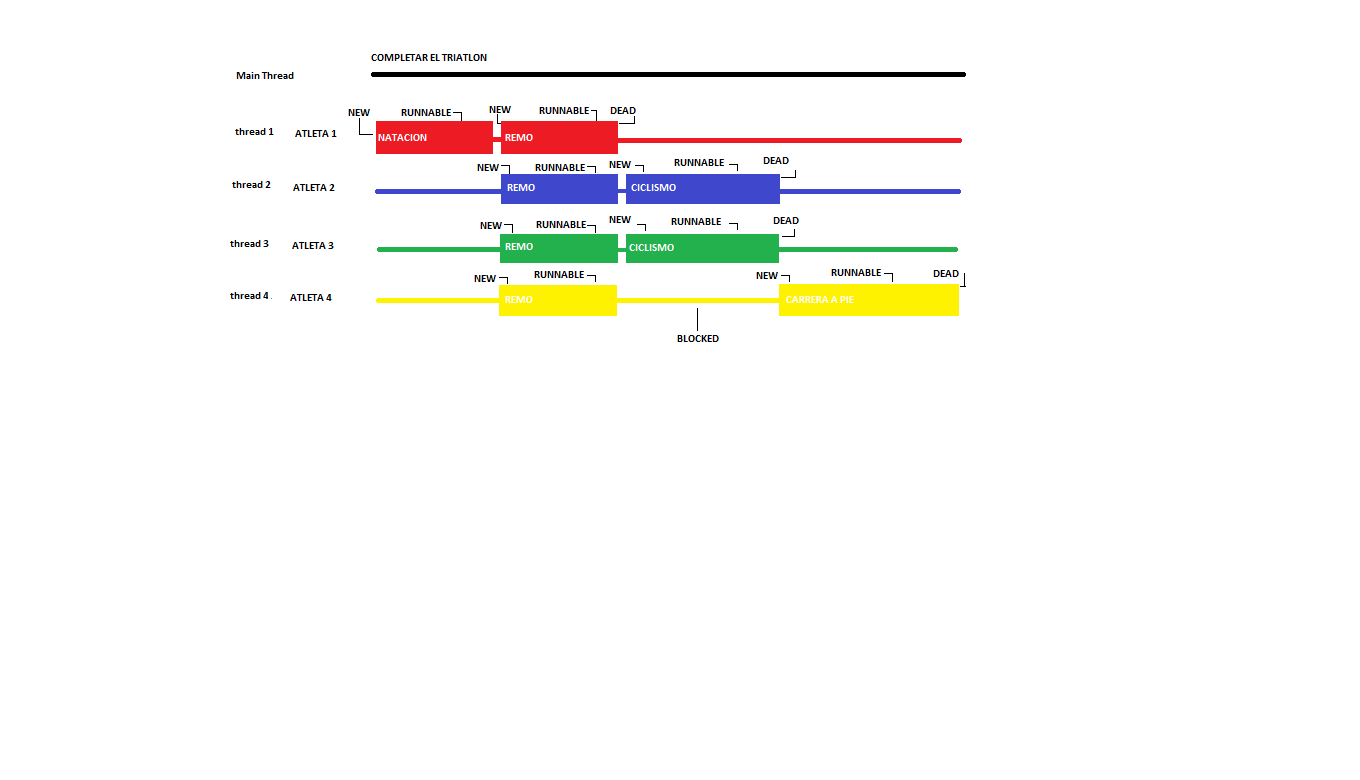 COMPLETAR EL TRIATLON
Main Thread
NEW RUNNABLE NEW RUNNABLE DEAD
thread 1 ATLETA 1 NATACION REMO
NEW RUNNABLE NEW RUNNABLE DEAD
thread 2 ATLETA 2 REMO CICLISMO
NEW RUNNABLE NEW RUNNABLE DEAD
thread 3 ATLETA 3 REMO CICLISMO
NEW RUNNABLE NEW RUNNABLE DEAD
thread 4 . ATLETA 4 REMO CARRERA A PIE
BLOCKED